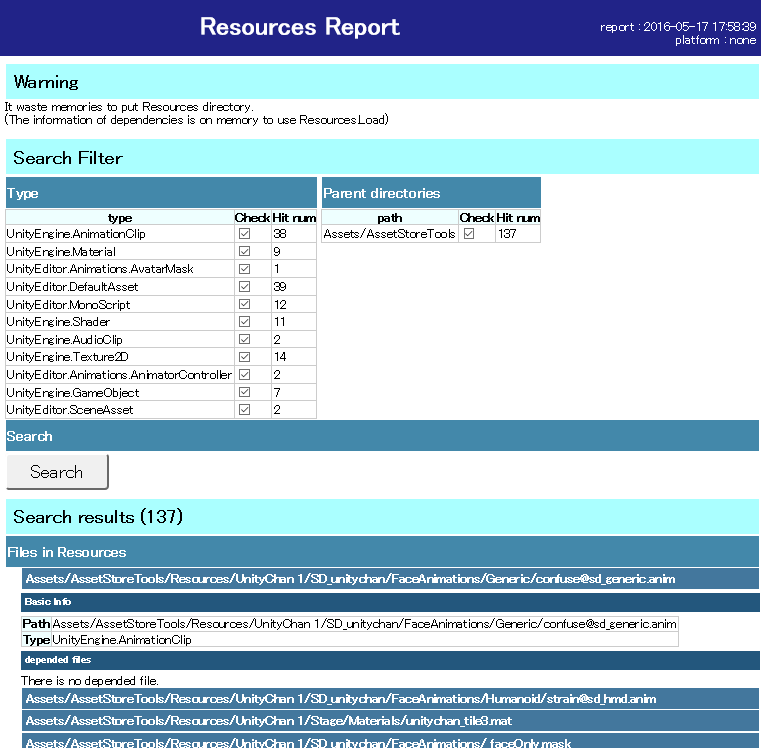 Resources Report
report : 2016-05-17 17:58:39
platform : none
Warning
It waste memories to put Resources directory.
(The information of dependencies is on memory to use Resources.Load)
Search Filter
Type
type Check Hit num
UnityEngine.AnimationClip 38
UnityEngine.Material 9
UnityEditor.Animations.AvatarMask 1
UnityEditor.DefaultAsset 39
UnityEditor.MonoScript 12
UnityEngine.Shader 11
UnityEngine.AudioClip 2
UnityEngine.Texture2D 14
UnityEditor.Animations.AnimatorController 2
UnityEngine.GameObject 7
UnityEditor.SceneAsset 2
Parent directories
path Check Hit num
Assets/AssetStoreTools 137
Search
Search
Search results (137)
Files in Resources
Assets/AssetStoreTools/Resources/UnityChan 1/SD_unitychan/FaceAnimations/Generic/confuse@sd_generic.anim
Basic Info
Path Assets/AssetStoreTools/Resources/UnityChan 1/SD_unitychan/FaceAnimations/Generic/confuse@sd_generic.anim
Type UnityEngine.AnimationClip
depended files
There is no depended file.
Assets/AssetStoreTools/Resources/UnityChan 1/SD_unitychan/FaceAnimations/Humanoid/strain@sd_hmd.anim
Assets/AssetStoreTools/Resources/UnityChan 1/Stage/Materials/unitychan_tile3.mat
Assets/AssetStoreTools/Resources/UnityChan 1/SD_unitychan/FaceAnimations/_faceOnly.mask